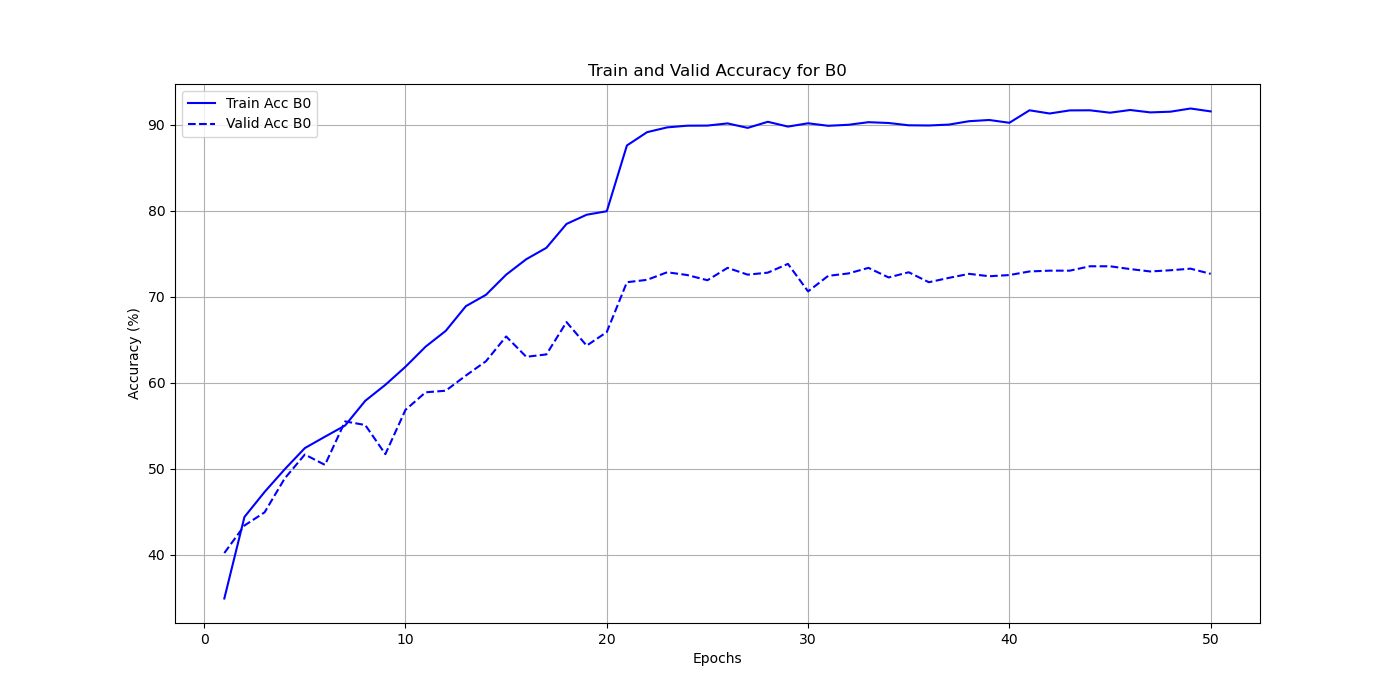 Train and Valid Accuracy for B0
Train Acc B0
Valid Acc B0
90
80
70
60
50
40
Accuracy (%)
0 10 20 30 40 50
Epochs